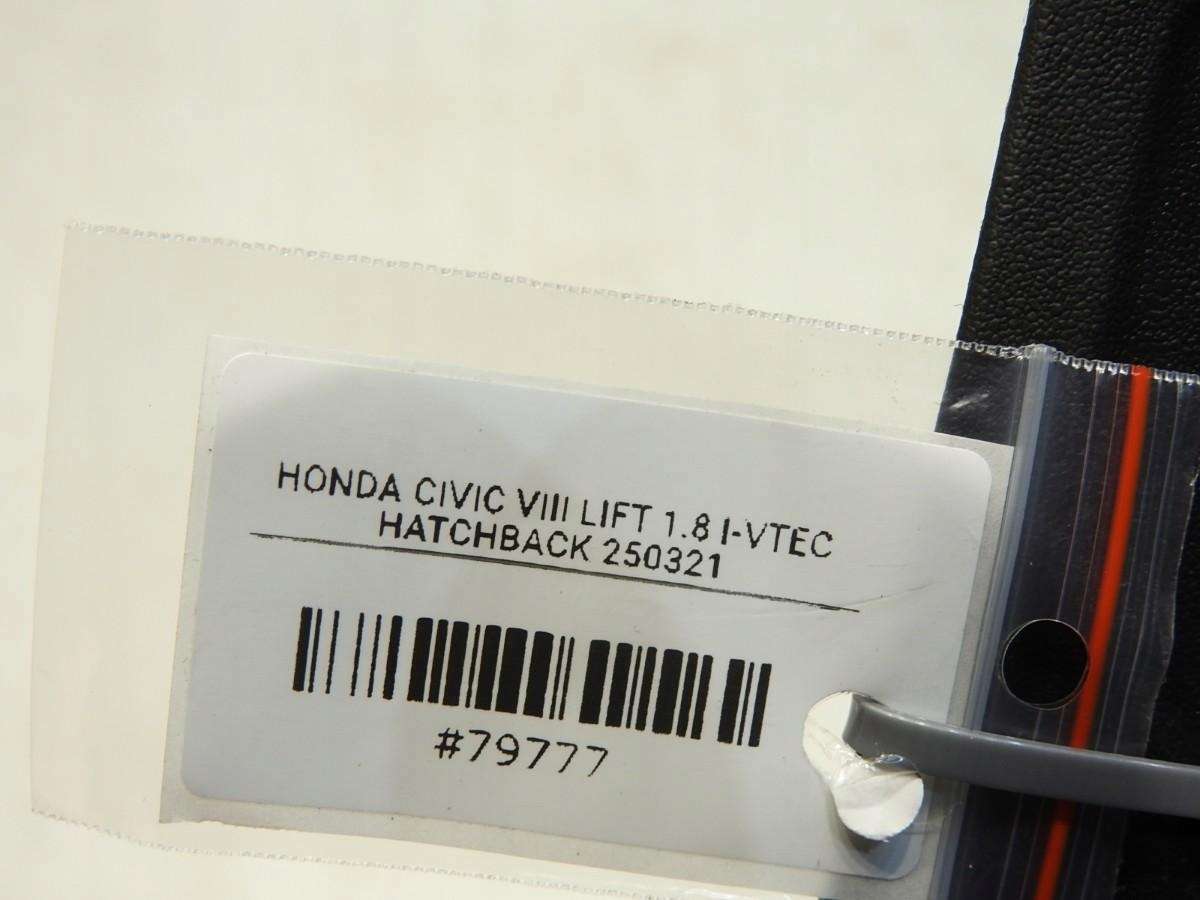 HONDA CIVIC VIII LIFT 1.8 I-VTEC
HATCHBACK 250321
#79777